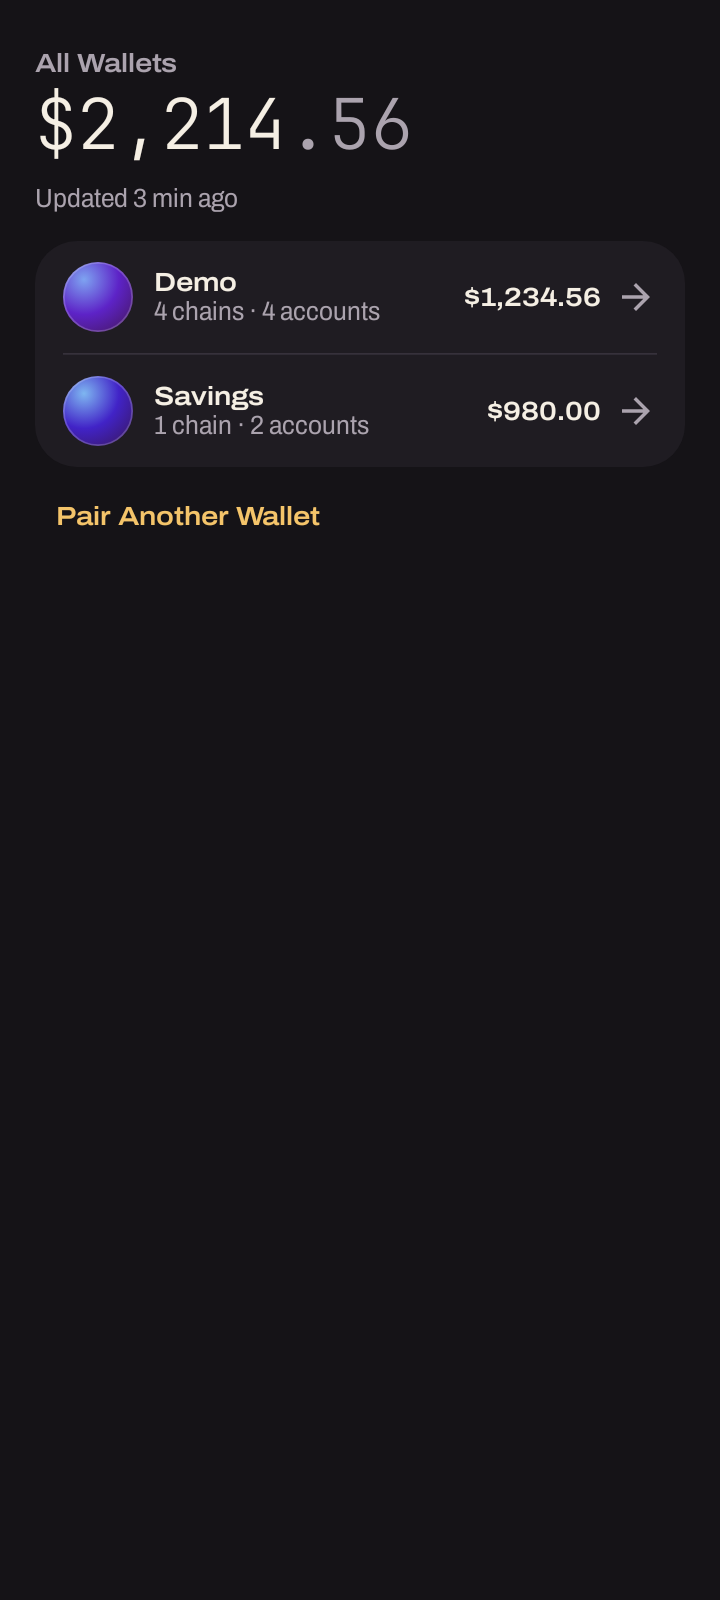 All Wallets
$2,214.56
Updated 3 min ago
Demo
4 chains · 4 accounts
$1,234.56
Savings
1 chain · 2 accounts
$980.00
Pair Another Wallet